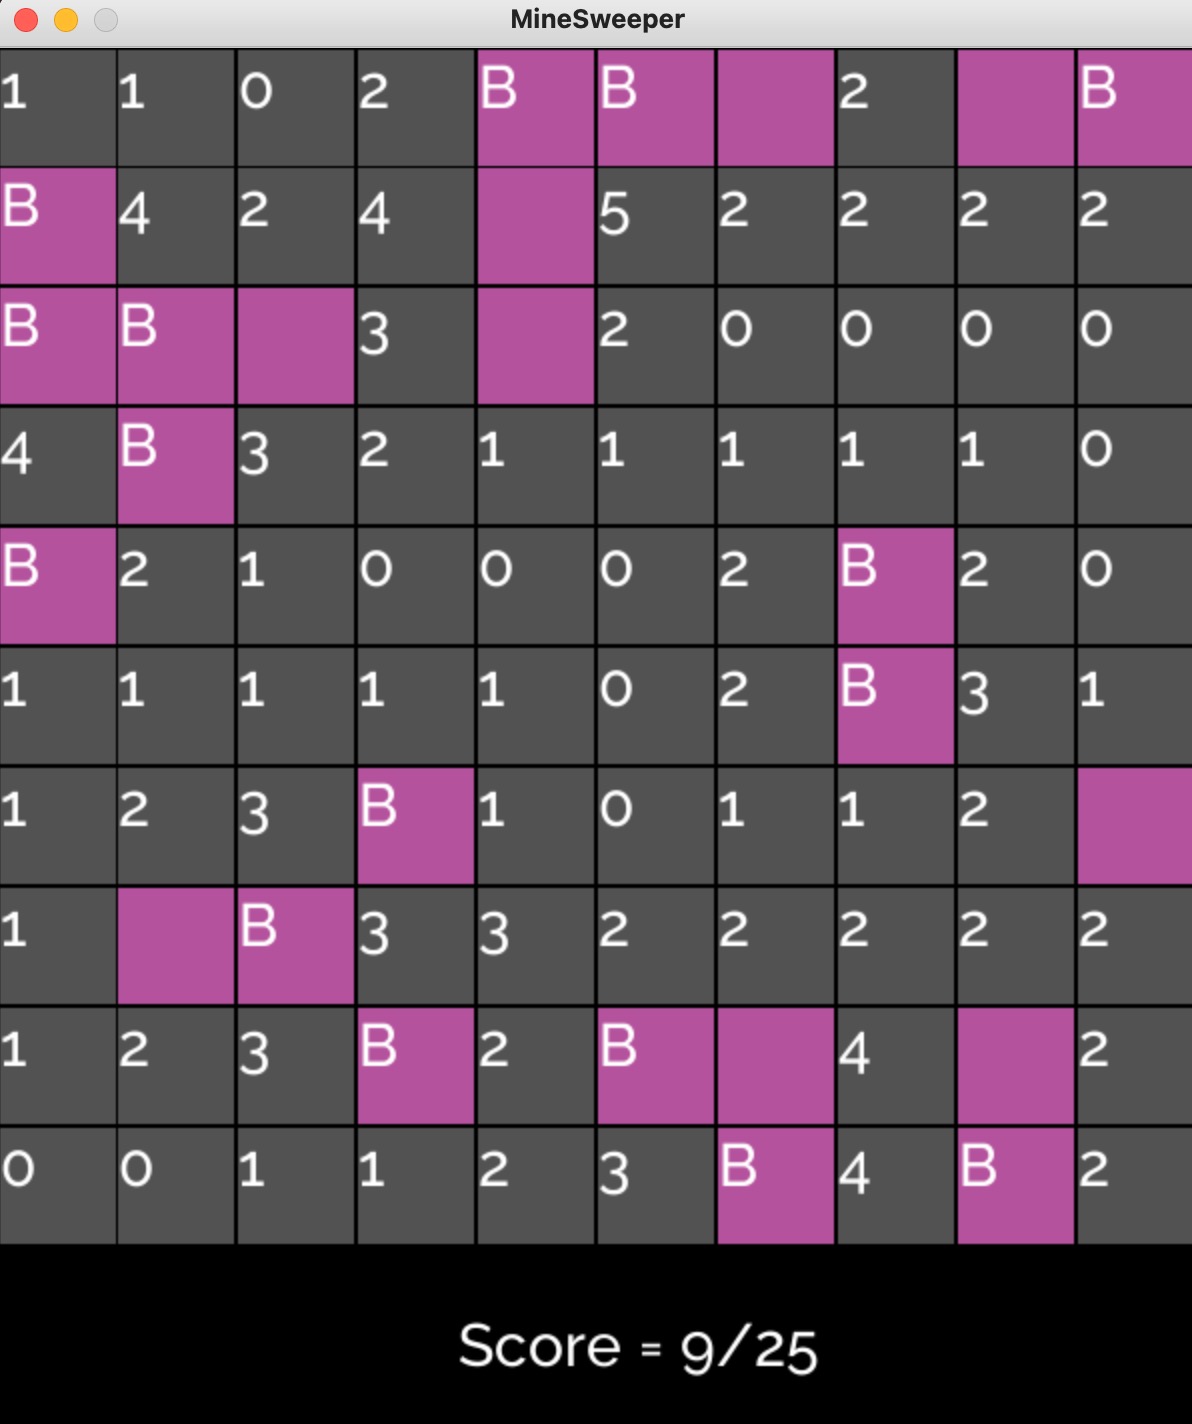 MineSweeper
1 1 0 2 B B 2 B
B 4 2 4 5 2 2 2 2
B B 3 2 0 0 0 0
4 B 3 2 1 1 1 1 1 0
B 2 1 0 0 0 2 B 2 0
1 1 1 1 1 0 2 B 3 1
1 2 3 B 1 0 1 1 2
1 B 3 3 2 2 2 2 2
1 2 3 B 2 B 4 2
0 0 1 1 2 3 B 4 B 2
Score = 9/25